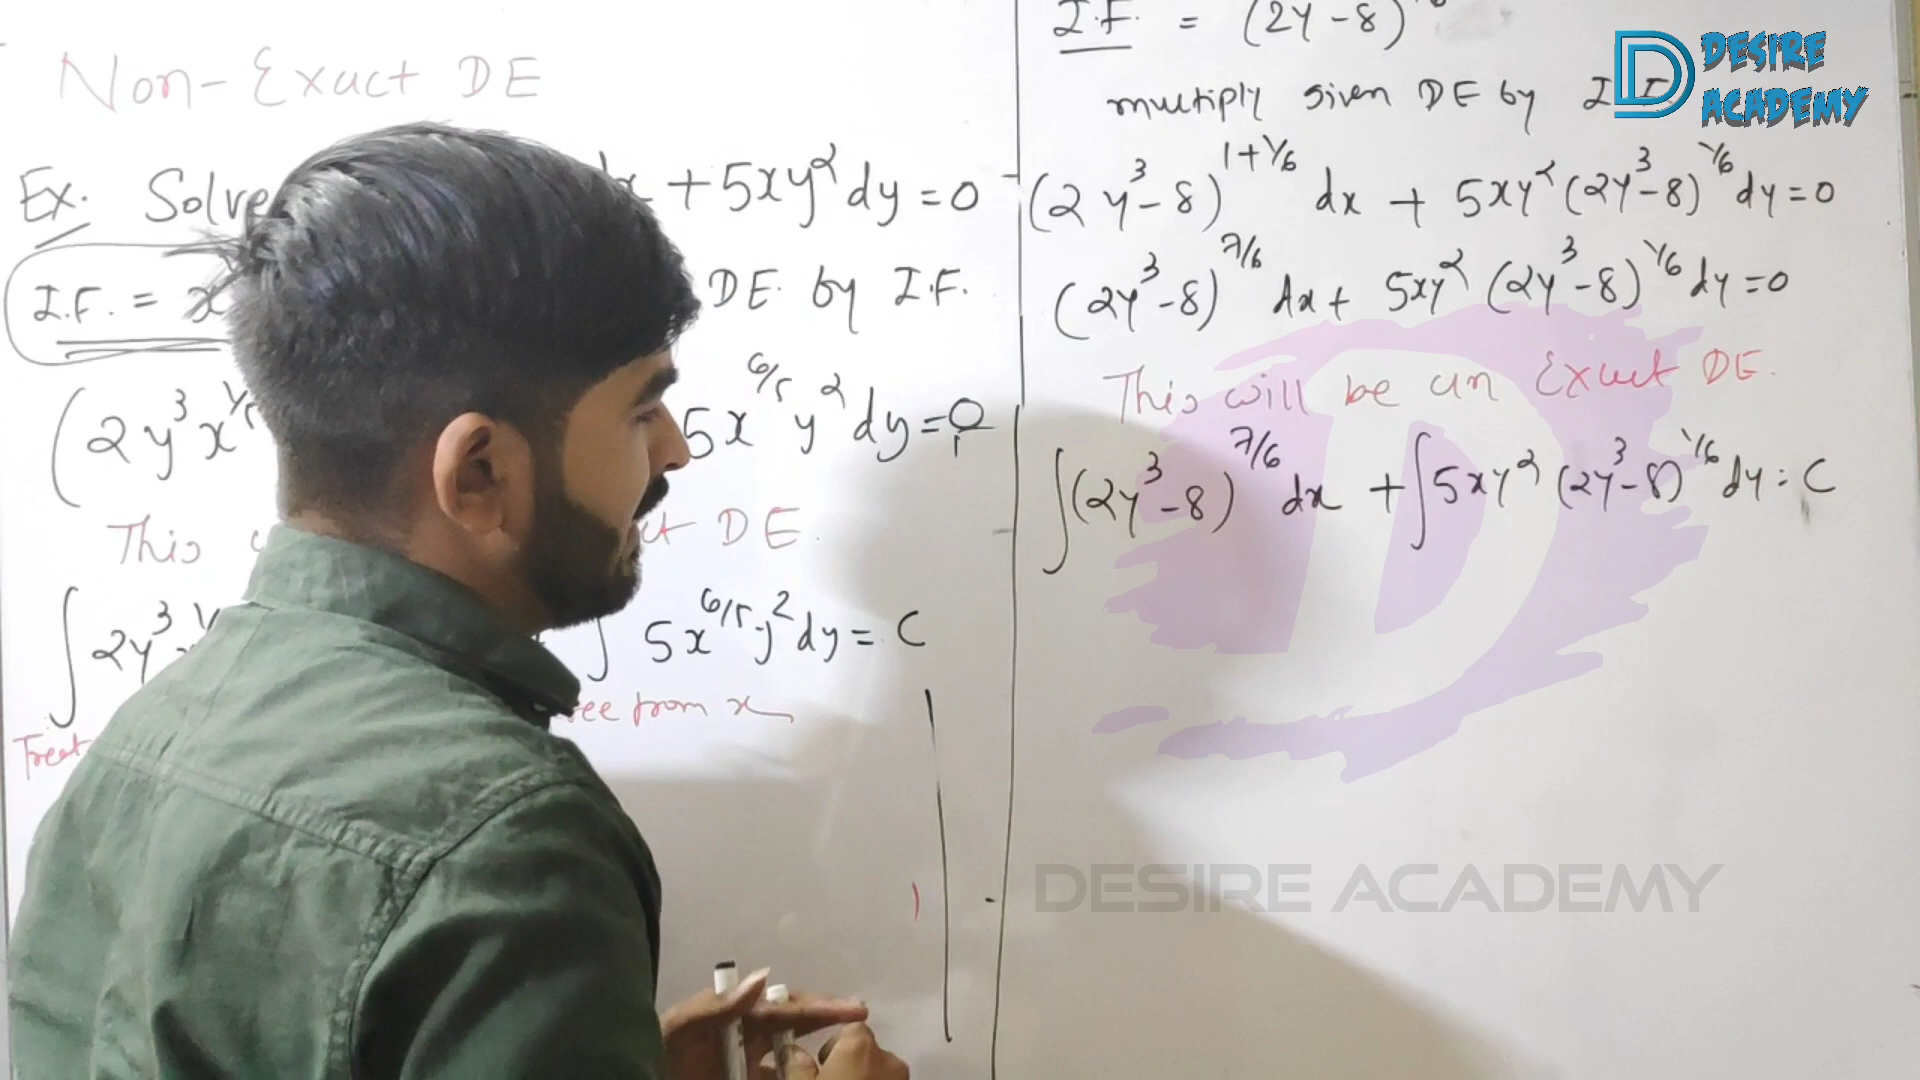 Non-Exact DE
Ex. Solve dx + 5xy² dy = 0
I.F. = x DE by I.F.
(2y³x 5x^(6/5) y² dy = 0
This DE.
∫ 2y³ ∫ 5x^(6/5) y² dy = C
Treat free from x
I.F. = (2y-8)
multiply given DE by I.
(2y³-8)^(1+1/6) dx + 5xy² (2y³-8)^(1/6) dy = 0
(2y³-8)^(7/6) dx + 5xy² (2y³-8)^(1/6) dy = 0
This will be an Exact DE.
∫(2y³-8)^(7/6) dx + ∫5xy² (2y³-8)^(1/6) dy = C
DESIRE
ACADEMY
DESIRE ACADEMY